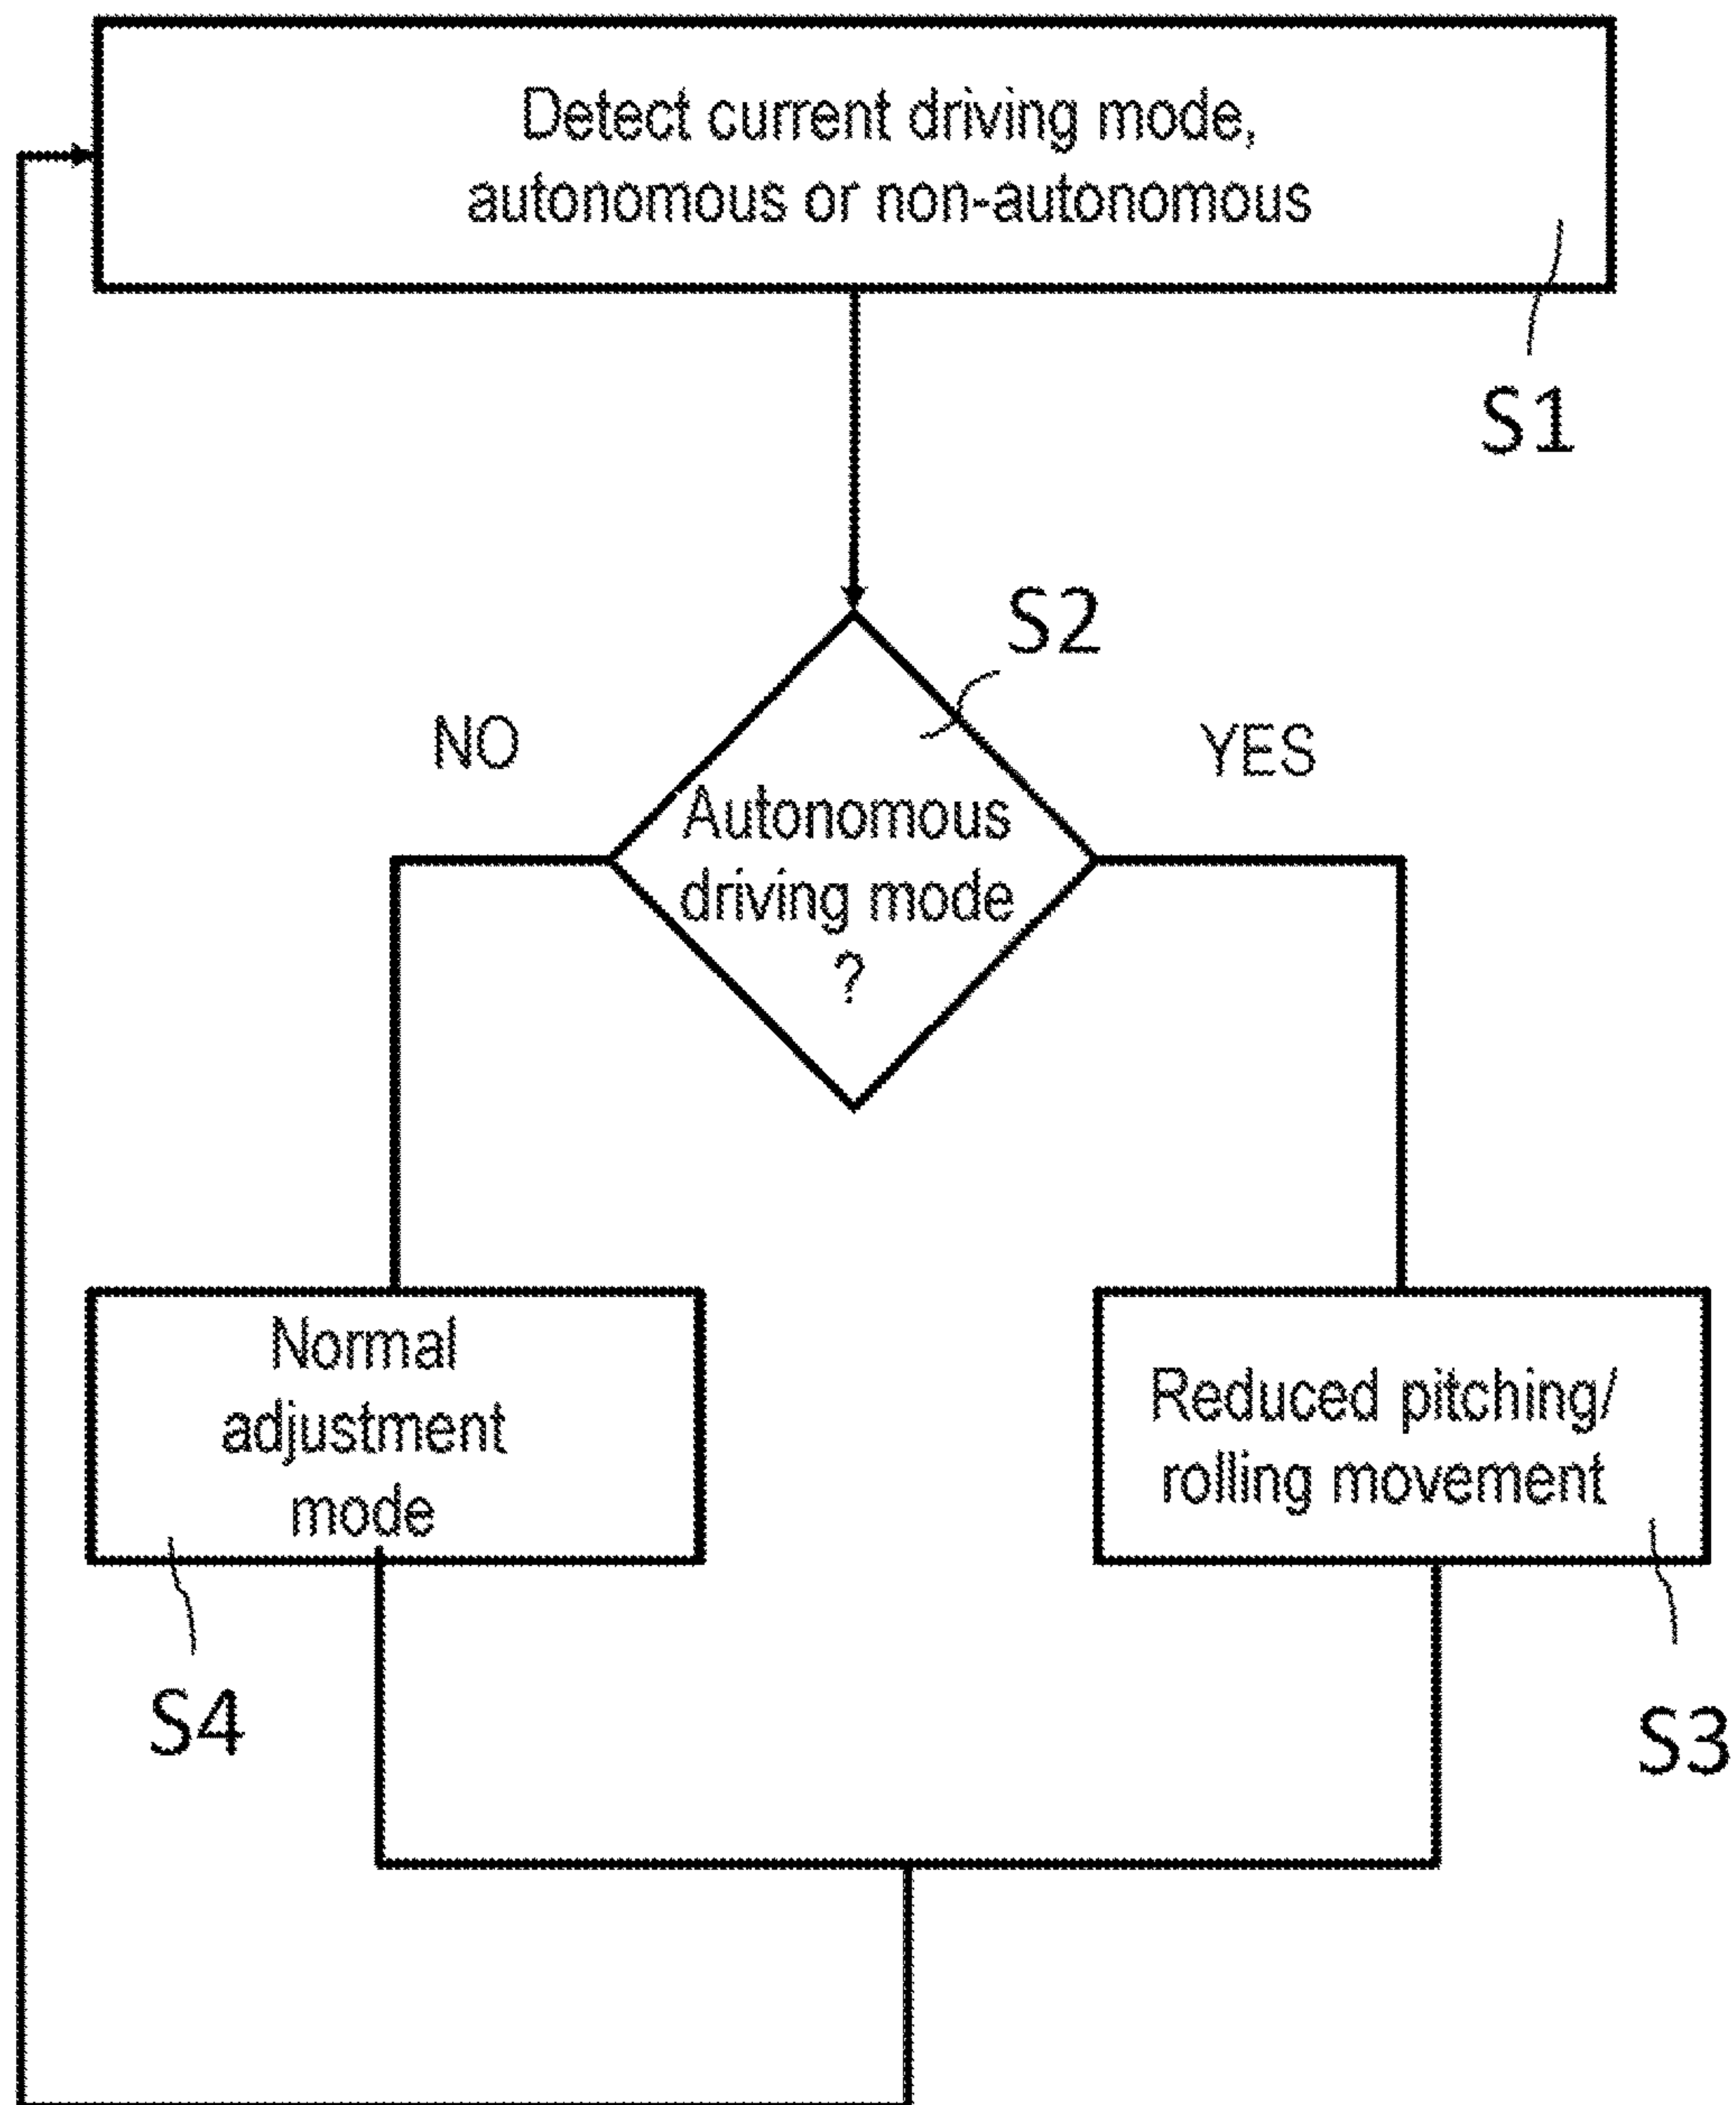 Detect current driving mode,
autonomous or non-autonomous
S1
S2
NO
YES
Autonomous
driving mode
?
Normal
adjustment
mode
Reduced pitching/
rolling movement
S4
S3